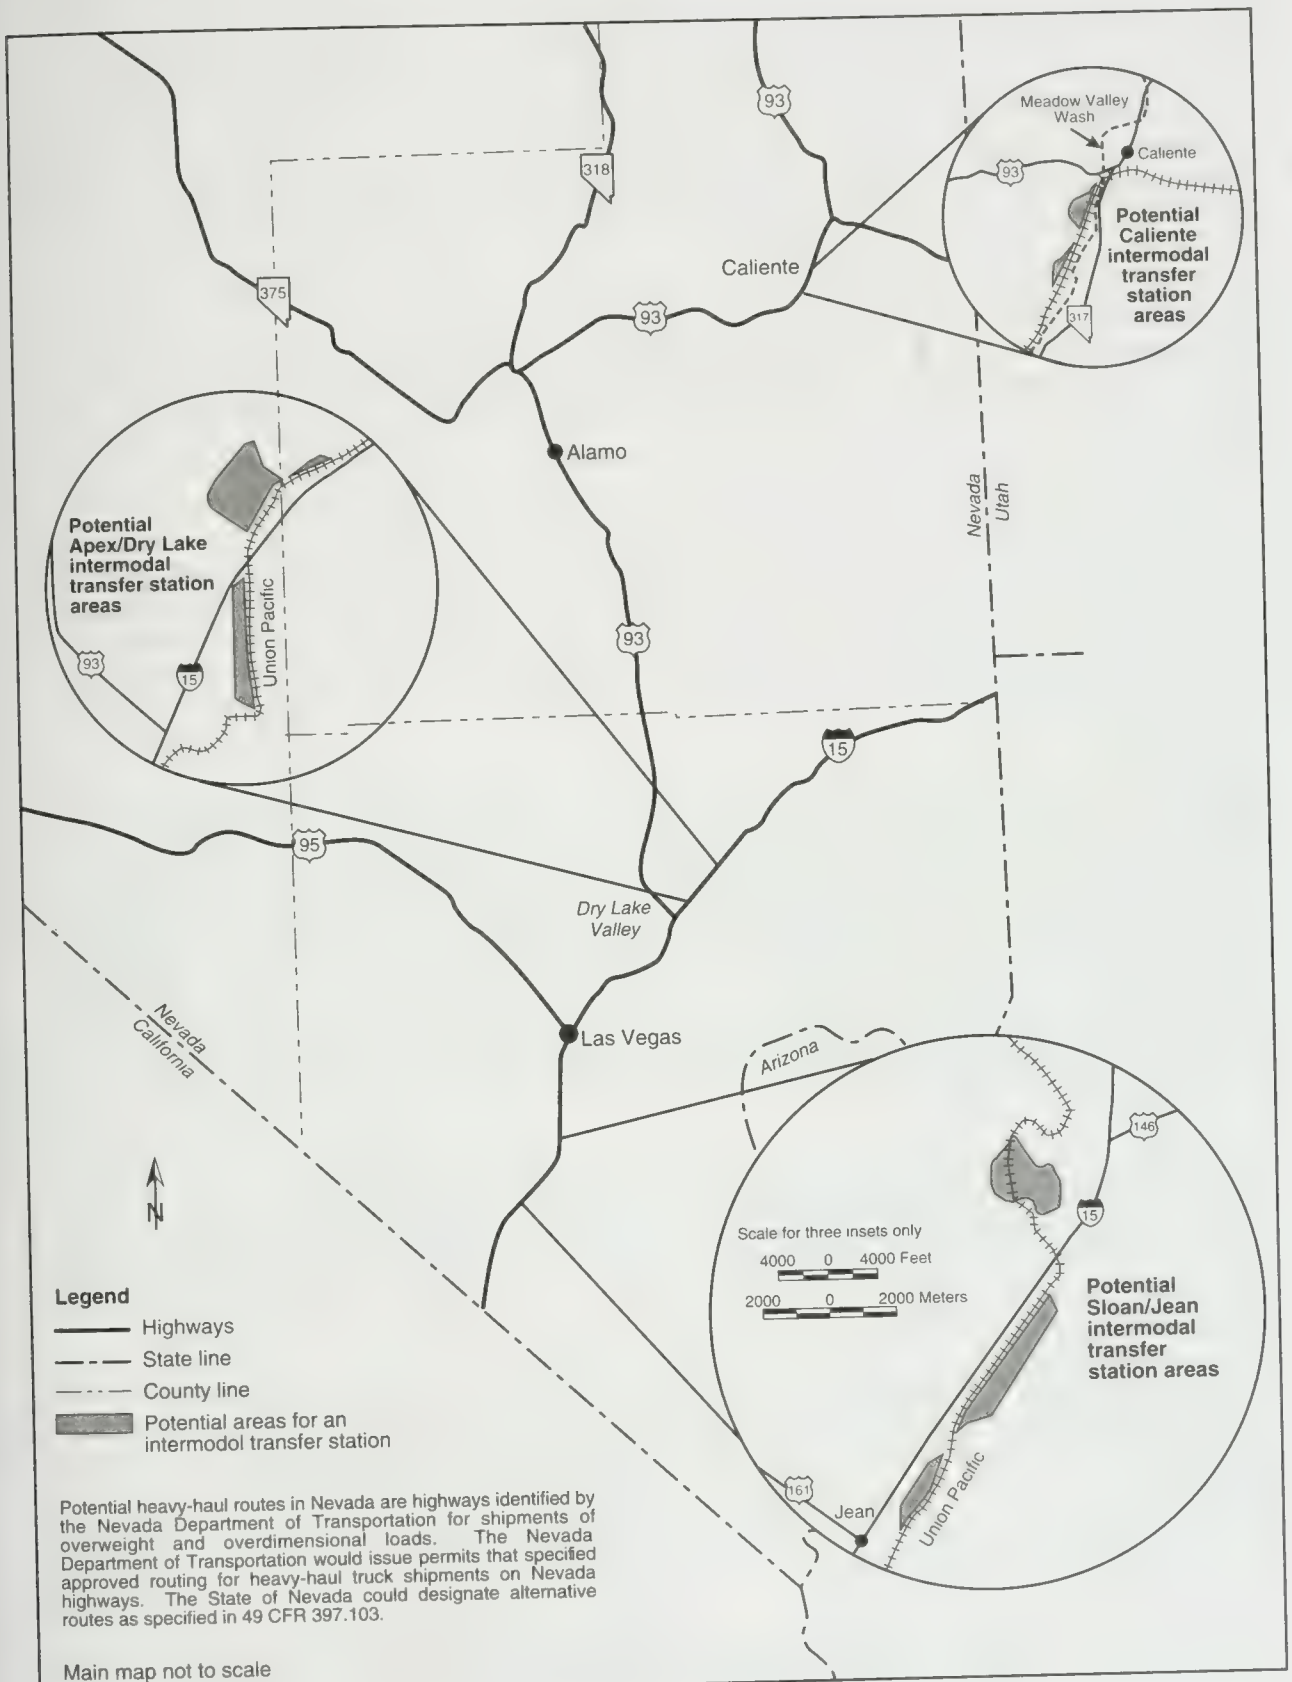 93
Meadow Valley
Wash
Caliente
93
Potential
Caliente
intermodal
transfer
station
areas
317
318
Caliente
375
93
Alamo
Nevada
Utah
Potential
Apex/Dry Lake
intermodal
transfer station
areas
Union Pacific
93
15
93
15
95
Dry Lake
Valley
Nevada
California
Las Vegas
Arizona
146
15
Scale for three insets only
4000 0 4000 Feet
2000 0 2000 Meters
Potential
Sloan/Jean
intermodal
transfer
station areas
161
Jean
Union Pacific
N
Legend
Highways
State line
County line
Potential areas for an
intermodol transfer station
Potential heavy-haul routes in Nevada are highways identified by
the Nevada Department of Transportation for shipments of
overweight and overdimensional loads. The Nevada
Department of Transportation would issue permits that specified
approved routing for heavy-haul truck shipments on Nevada
highways. The State of Nevada could designate alternative
routes as specified in 49 CFR 397.103.
Main map not to scale